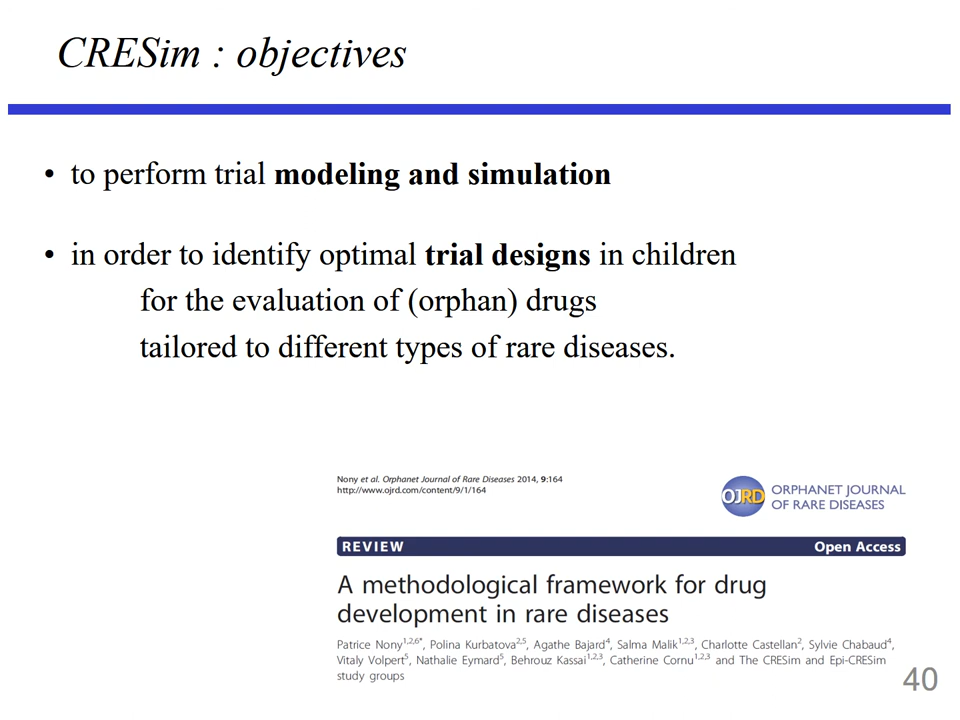 CRESim : objectives
• to perform trial modeling and simulation
• in order to identify optimal trial designs in children
for the evaluation of (orphan) drugs
tailored to different types of rare diseases.
Nony et al. Orphanet Journal of Rare Diseases 2014, 9:164
http://www.ojrd.com/content/9/1/164
OJRD
ORPHANET JOURNAL
OF RARE DISEASES
REVIEW Open Access
A methodological framework for drug
development in rare diseases
Patrice Nony1,2,6*, Polina Kurbatova2,5, Agathe Bajard4, Salma Malik1,2,3, Charlotte Castellan2, Sylvie Chabaud4,
Vitaly Volpert5, Nathalie Eymard5, Behrouz Kassai1,2,3, Catherine Cornu1,2,3 and The CRESim and Epi-CRESim
study groups
40